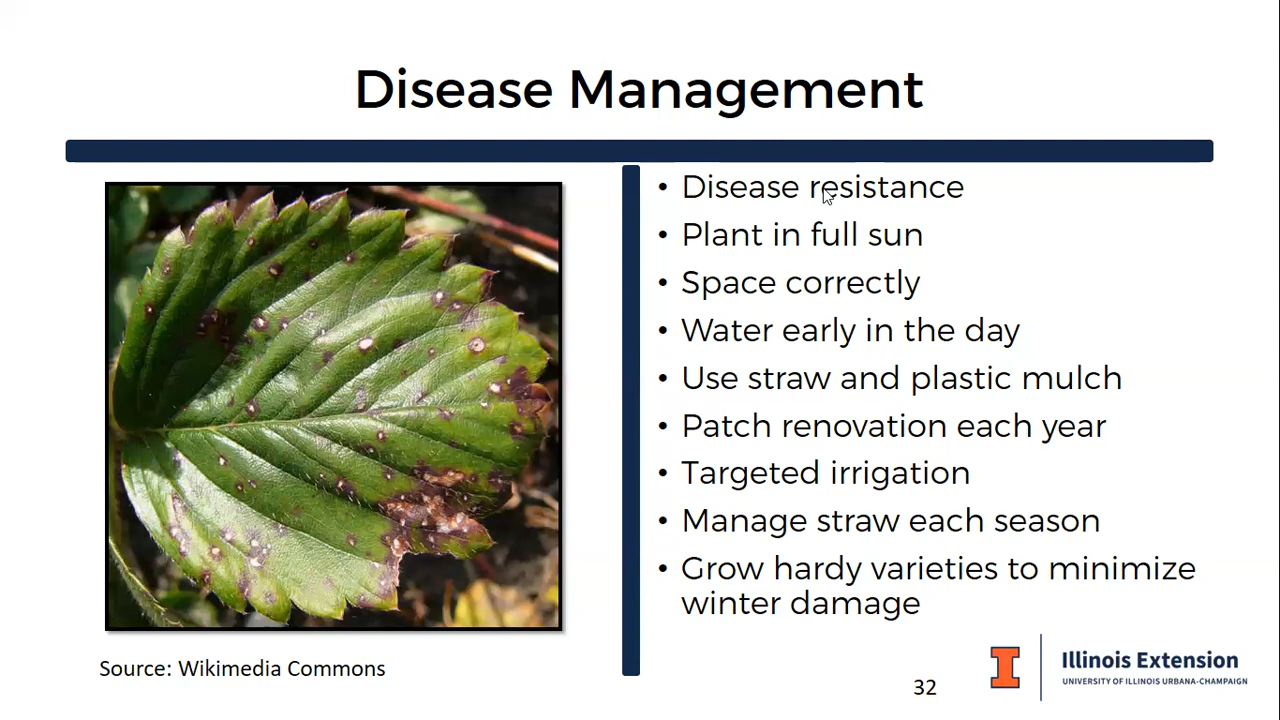 Disease Management
• Disease resistance
• Plant in full sun
• Space correctly
• Water early in the day
• Use straw and plastic mulch
• Patch renovation each year
• Targeted irrigation
• Manage straw each season
• Grow hardy varieties to minimize
winter damage
Source: Wikimedia Commons
32
I
Illinois Extension
UNIVERSITY OF ILLINOIS URBANA-CHAMPAIGN